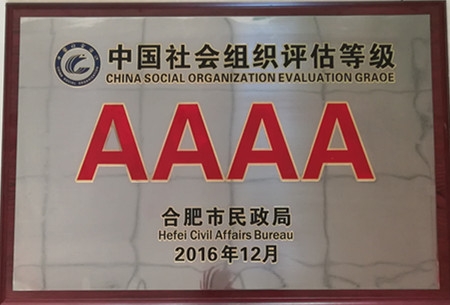 中国社会组织评估等级
CHINA SOCIAL ORGANIZATION EVALUATION GRAOE
AAAA
合肥市民政局
Hefei Civil Affairs Bureau
2016年12月